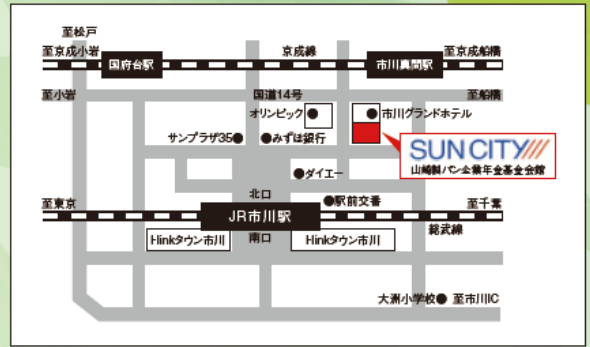 至松戸
至京成小岩
国府台駅
京成線
市川真間駅
至京成船橋
至小岩
国道14号
至船橋
オリンピック
市川グランドホテル
サンプラザ35
みずほ銀行
SUN CITY
山崎製パン企業年金基金会館
ダイエー
北口
駅前交番
至東京
JR市川駅
至千葉
総武線
I-linkタウン市川
南口
I-linkタウン市川
大洲小学校
至市川IC